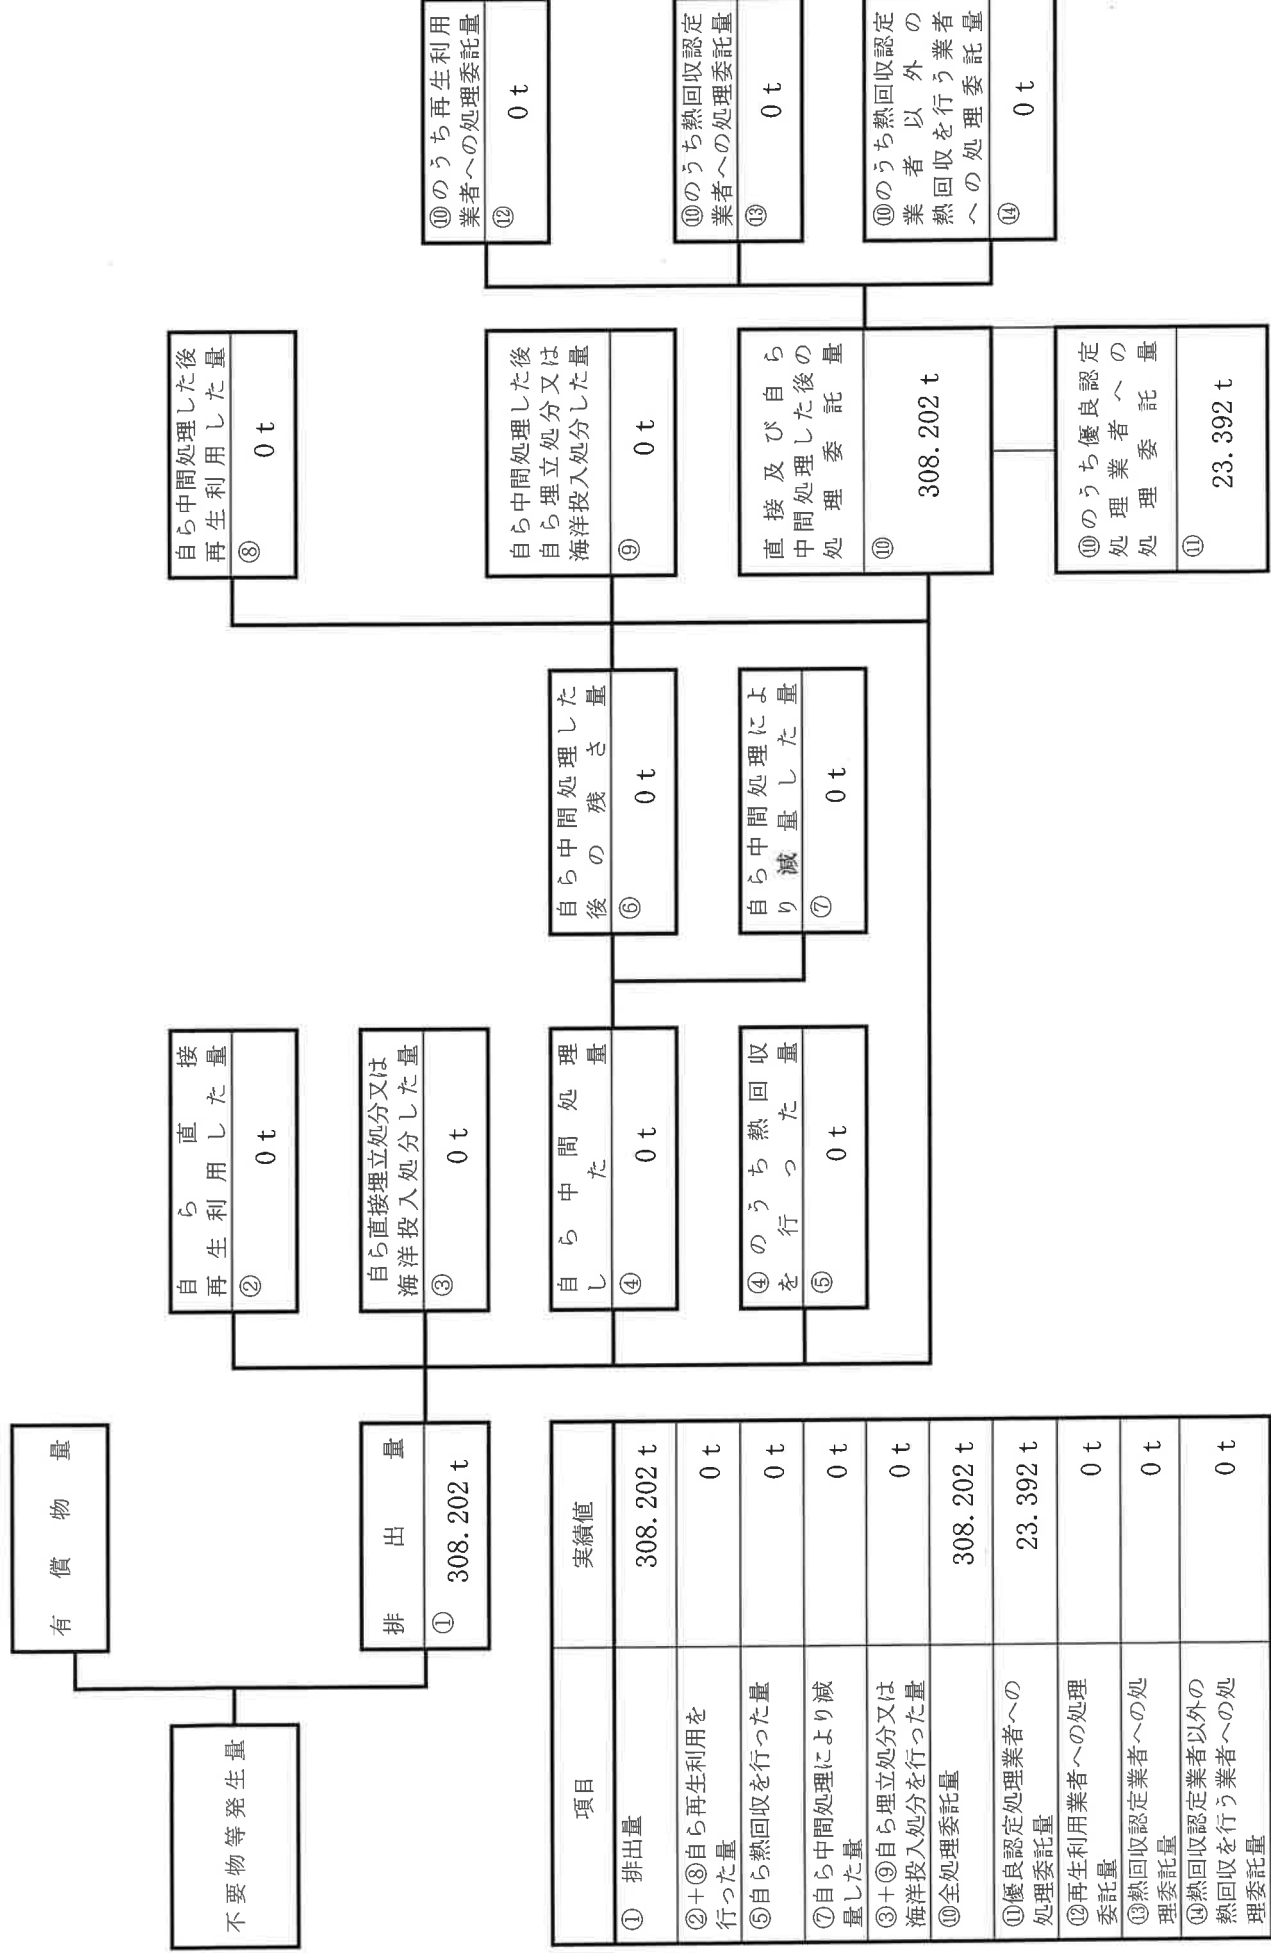 有償物量
不要物等発生量
排出量
① 308.202 t
自ら直接
再生利用した量
②
0 t
自ら直接埋立処分又は
海洋投入処分した量
③
0 t
自ら中間処理
した量
④
0 t
④のうち熱回収
を行った量
⑤
0 t
自ら中間処理した
後の残さ量
⑥
0 t
自ら中間処理によ
り減量した量
⑦
0 t
自ら中間処理した後
再生利用した量
⑧
0 t
自ら中間処理した後
自ら埋立処分又は
海洋投入処分した量
⑨
0 t
直接及び自ら
中間処理した後の
処理委託量
⑩
308.202 t
⑩のうち優良認定
処理業者への
処理委託量
⑪
23.392 t
⑩のうち再生利用
業者への処理委託量
⑫
0 t
⑩のうち熱回収認定
業者への処理委託量
⑬
0 t
⑩のうち熱回収認定
業者以外の
熱回収を行う業者
への処理委託量
⑭
0 t
項目 実績値
① 排出量 308.202 t
②+⑧自ら再生利用を
行った量 0 t
⑤自ら熱回収を行った量 0 t
⑦自ら中間処理により減
量した量 0 t
③+⑨自ら埋立処分又は
海洋投入処分を行った量 0 t
⑩全処理委託量 308.202 t
⑪優良認定処理業者への
処理委託量 23.392 t
⑫再生利用業者への処理
委託量 0 t
⑬熱回収認定業者への処
理委託量 0 t
⑭熱回収認定業者以外の
熱回収を行う業者への処
理委託量 0 t